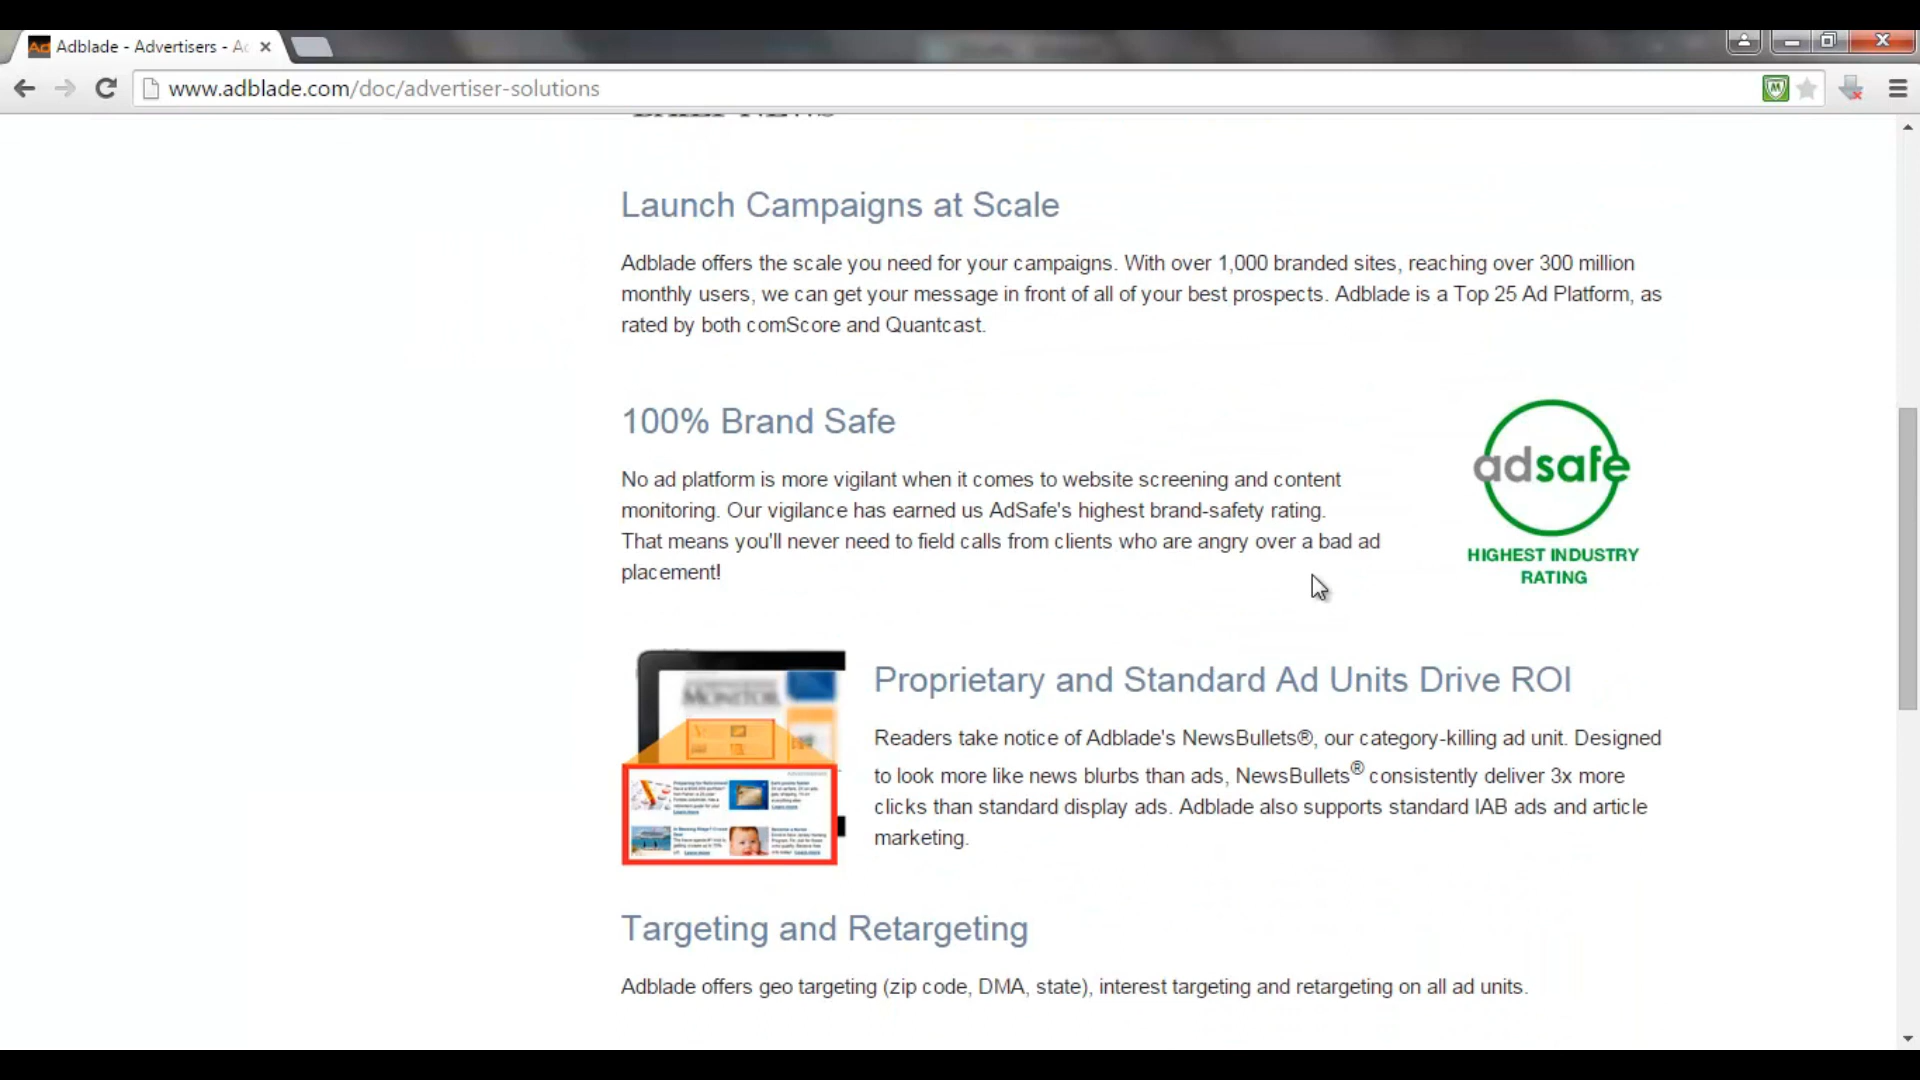 Adblade - Advertisers - Ad
www.adblade.com/doc/advertiser-solutions
DAILY NEWS
Launch Campaigns at Scale
Adblade offers the scale you need for your campaigns. With over 1,000 branded sites, reaching over 300 million
monthly users, we can get your message in front of all of your best prospects. Adblade is a Top 25 Ad Platform, as
rated by both comScore and Quantcast.
100% Brand Safe
No ad platform is more vigilant when it comes to website screening and content
monitoring. Our vigilance has earned us AdSafe's highest brand-safety rating.
That means you'll never need to field calls from clients who are angry over a bad ad
placement!
adsafe
HIGHEST INDUSTRY
RATING
MONITOR
Proprietary and Standard Ad Units Drive ROI
Readers take notice of Adblade's NewsBullets®, our category-killing ad unit. Designed
to look more like news blurbs than ads, NewsBullets® consistently deliver 3x more
clicks than standard display ads. Adblade also supports standard IAB ads and article
marketing.
Targeting and Retargeting
Adblade offers geo targeting (zip code, DMA, state), interest targeting and retargeting on all ad units.